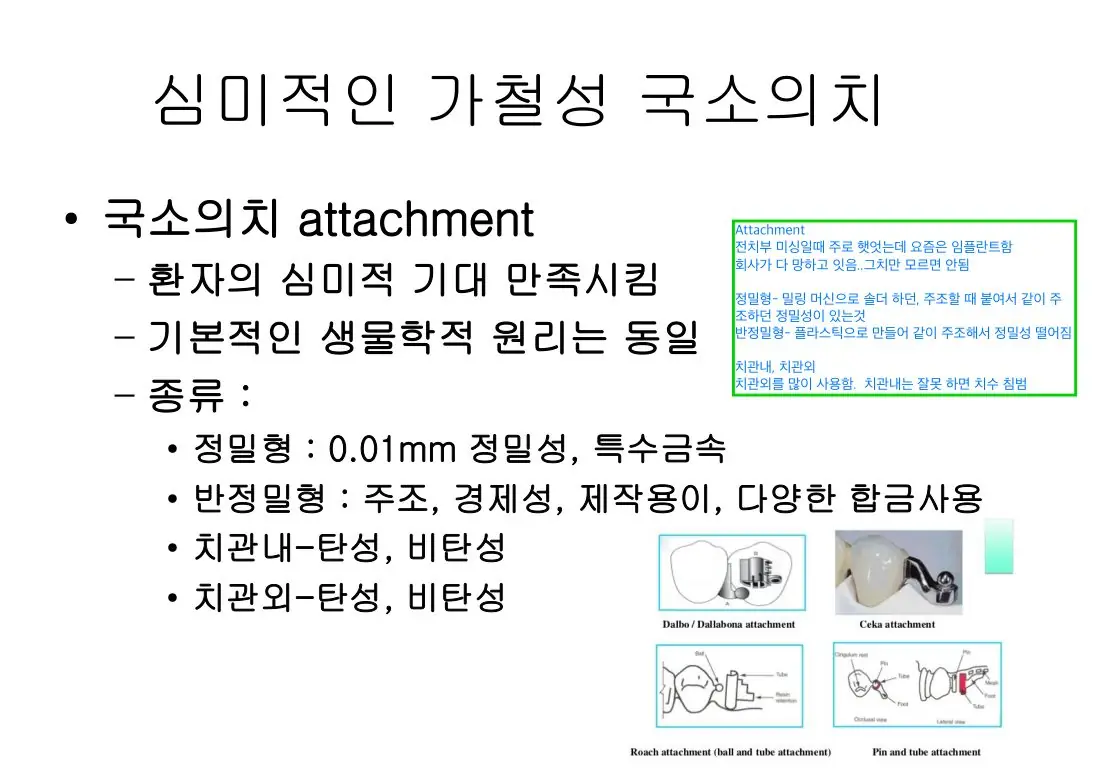 심미적인 가철성 국소의치
• 국소의치 attachment
– 환자의 심미적 기대 만족시킴
– 기본적인 생물학적 원리는 동일
– 종류 :
• 정밀형 : 0.01mm 정밀성, 특수금속
• 반정밀형 : 주조, 경제성, 제작용이, 다양한 합금사용
• 치관내-탄성, 비탄성
• 치관외-탄성, 비탄성
Attachment
전치부 미싱일때 주로 햇엇는데 요즘은 임플란트함
회사가 다 망하고 잇음..그치만 모르면 안됨
정밀형- 밀링 머신으로 솔더 하던, 주조할 때 붙여서 같이 주
조하던 정밀성이 있는것
반정밀형- 플라스틱으로 만들어 같이 주조해서 정밀성 떨어짐
치관내, 치관외
치관외를 많이 사용함. 치관내는 잘못 하면 치수 침범
B
A
Dalbo / Dallabona attachment
Ceka attachment
Ball
Tube
Resin
retention
Roach attachment (ball and tube attachment)
Cingulum rest
Pin
Tube
Foot
Occlusal view
Pin
Mesh
Foot
Tube
Lateral view
Pin and tube attachment